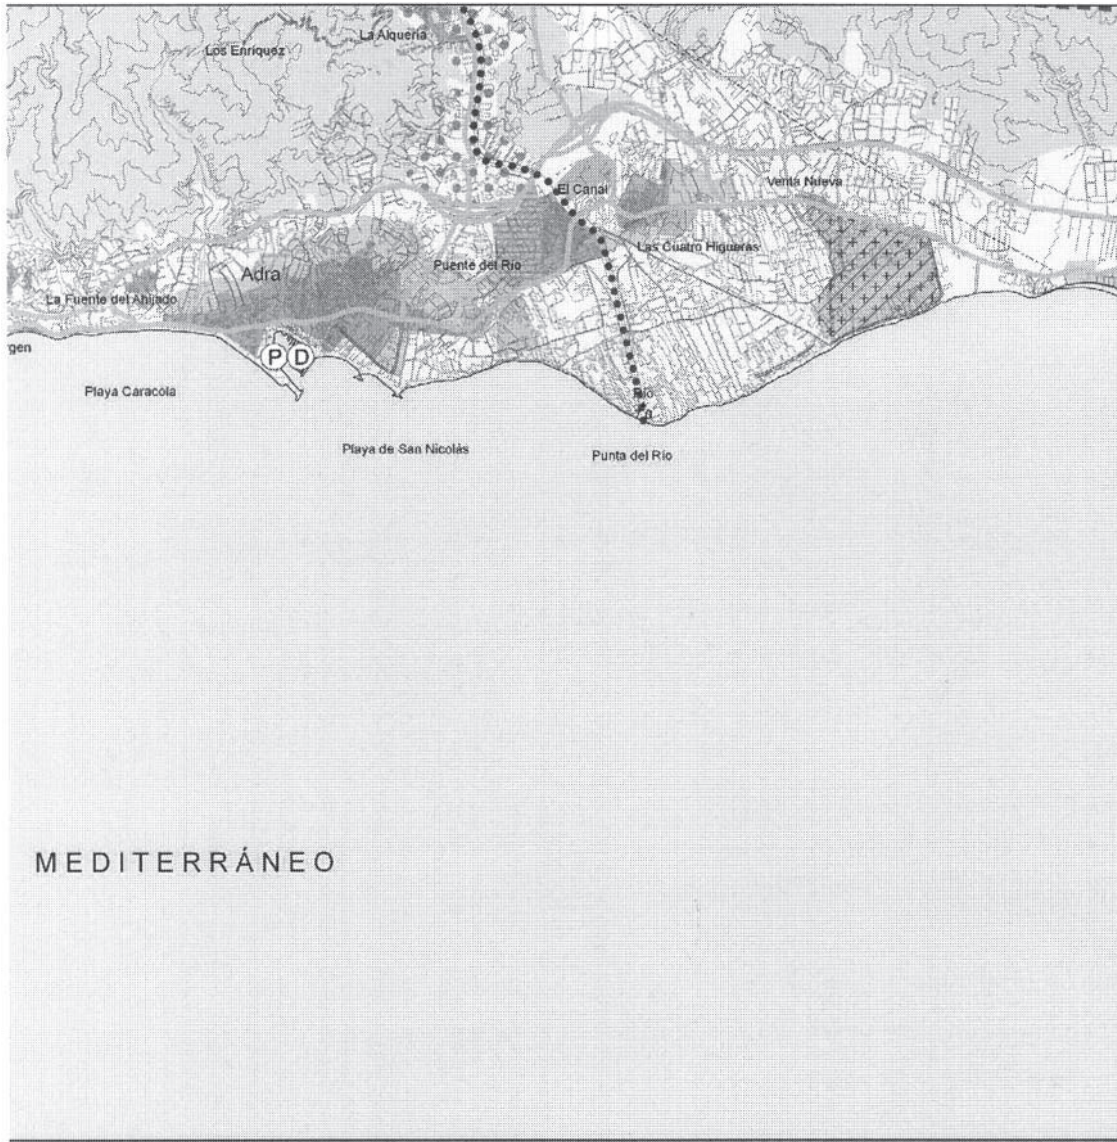 La Alquería
Los Enríquez
El Canal
Venta Nueva
Las Cuatro Higueras
Puente del Río
Adra
La Fuente del Ahijado
rgen
P D
Playa Caracola
Río
Playa de San Nicolás
Punta del Río
MEDITERRÁNEO